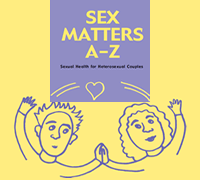 SEX
MATTERS
A–Z
Sexual Health for Heterosexual Couples